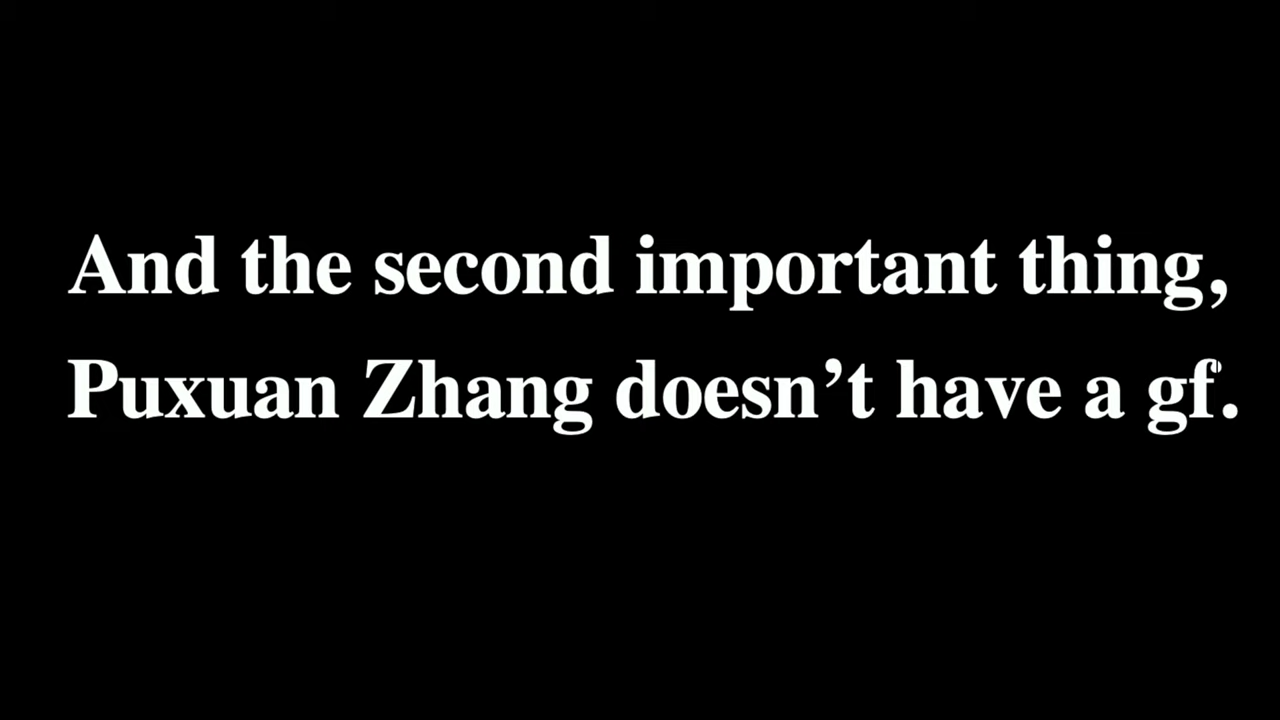 And the second important thing,
Puxuan Zhang doesn’t have a gf.